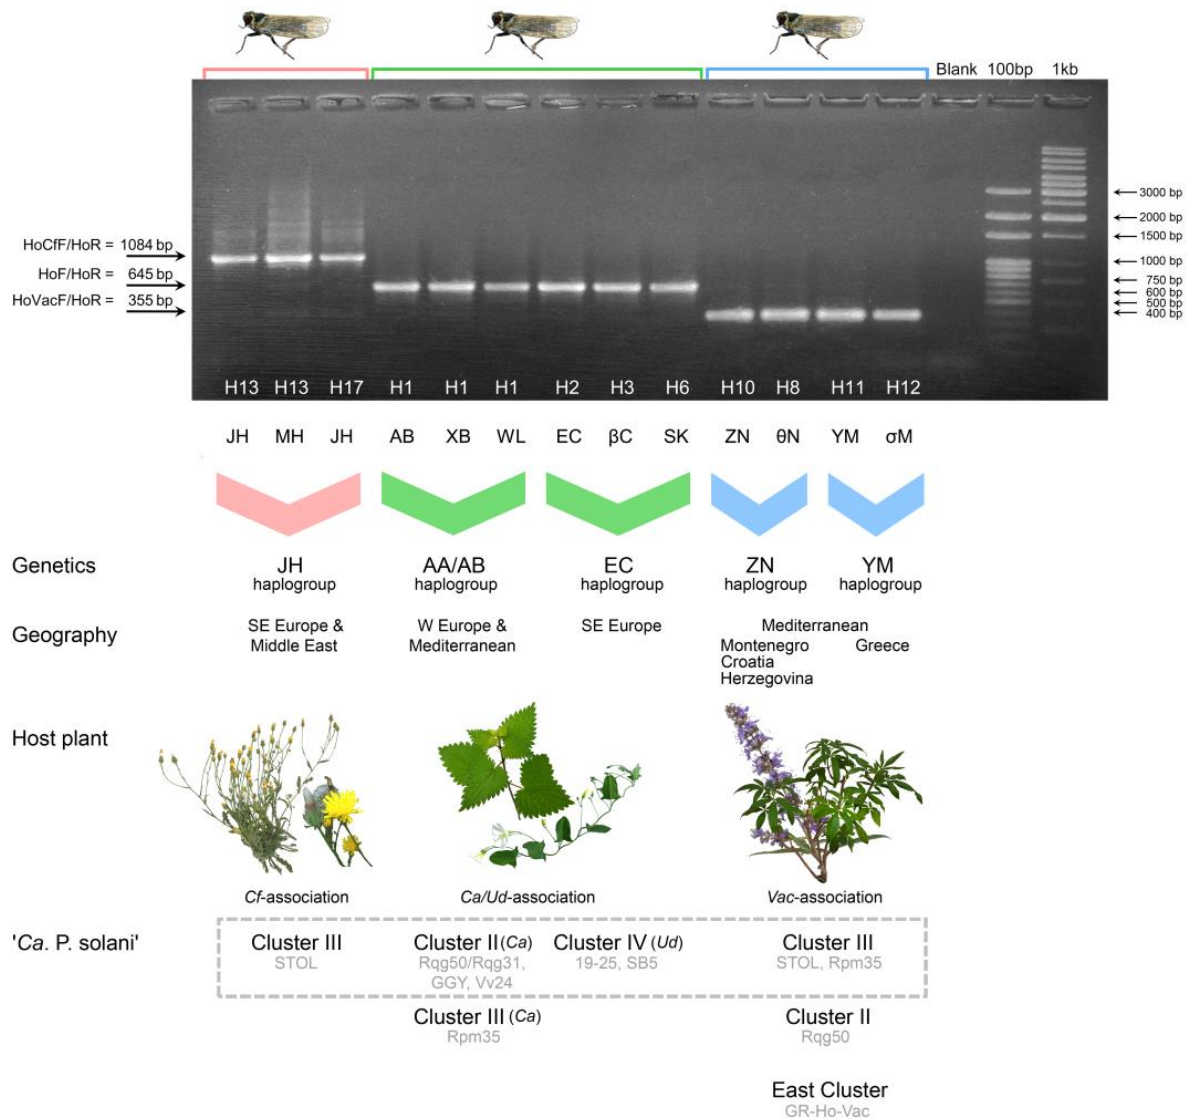 Blank 100bp 1kb
3000 bp
2000 bp
1500 bp
HoCfF/HoR = 1084 bp
1000 bp
HoF/HoR = 645 bp
750 bp
600 bp
HoVacF/HoR = 355 bp
500 bp
400 bp
H13 H13 H17 H1 H1 H1 H2 H3 H6 H10 H8 H11 H12
JH MH JH AB XB WL EC βC SK ZN θN YM σM
Genetics
JH haplogroup
AA/AB haplogroup
EC haplogroup
ZN haplogroup
YM haplogroup
Geography
SE Europe &
Middle East
W Europe &
Mediterranean
SE Europe
Mediterranean
Montenegro Greece
Croatia
Herzegovina
Host plant
Cf-association Ca/Ud-association Vac-association
'Ca. P. solani'
Cluster III
STOL
Cluster II (Ca)
Rqg50/Rqg31,
GGY, Vv24
Cluster IV (Ud)
19-25, SB5
Cluster III
STOL, Rpm35
Cluster III (Ca)
Rpm35
Cluster II
Rqg50
East Cluster
GR-Ho-Vac